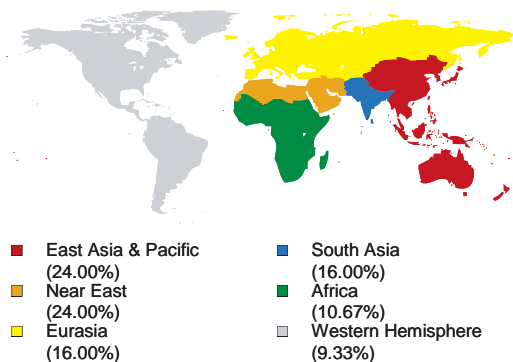 East Asia & Pacific
(24.00%)
Near East
(24.00%)
Eurasia
(16.00%)
South Asia
(16.00%)
Africa
(10.67%)
Western Hemisphere
(9.33%)